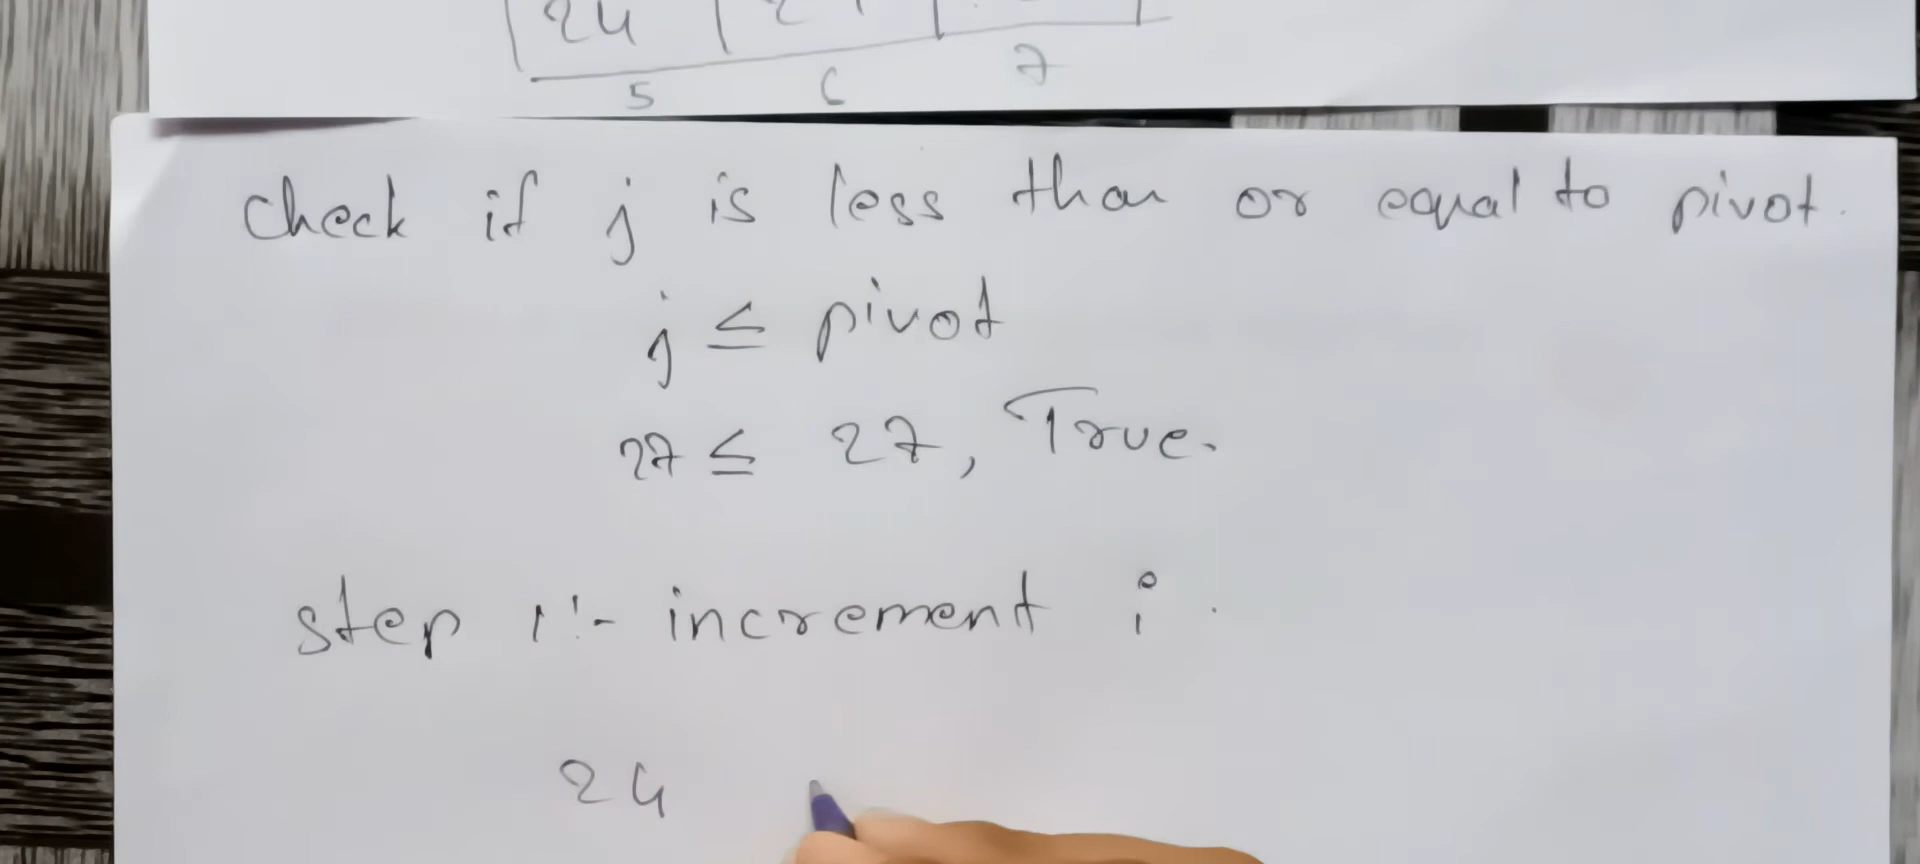 24
5 6 7
check if j is less than or equal to pivot.
j ≤ pivot
27 ≤ 27, True.
step 1:- increment i.
24